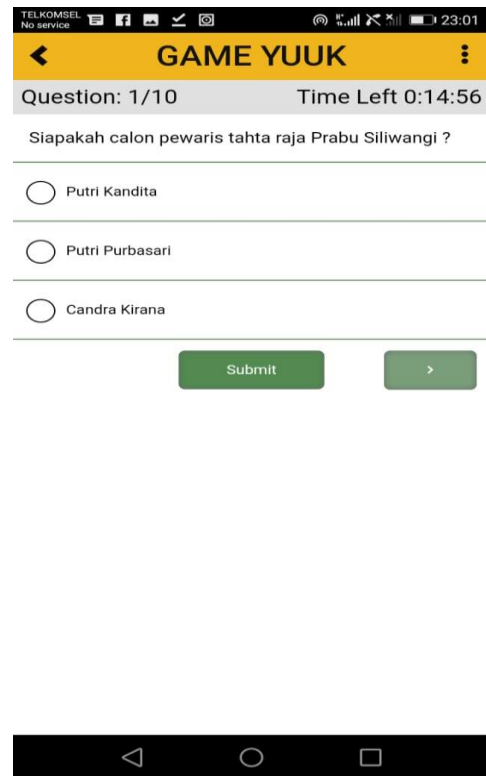 TELKOMSEL
No service
23:01
GAME YUUK
Question: 1/10 Time Left 0:14:56
Siapakah calon pewaris tahta raja Prabu Siliwangi ?
Putri Kandita
Putri Purbasari
Candra Kirana
Submit >